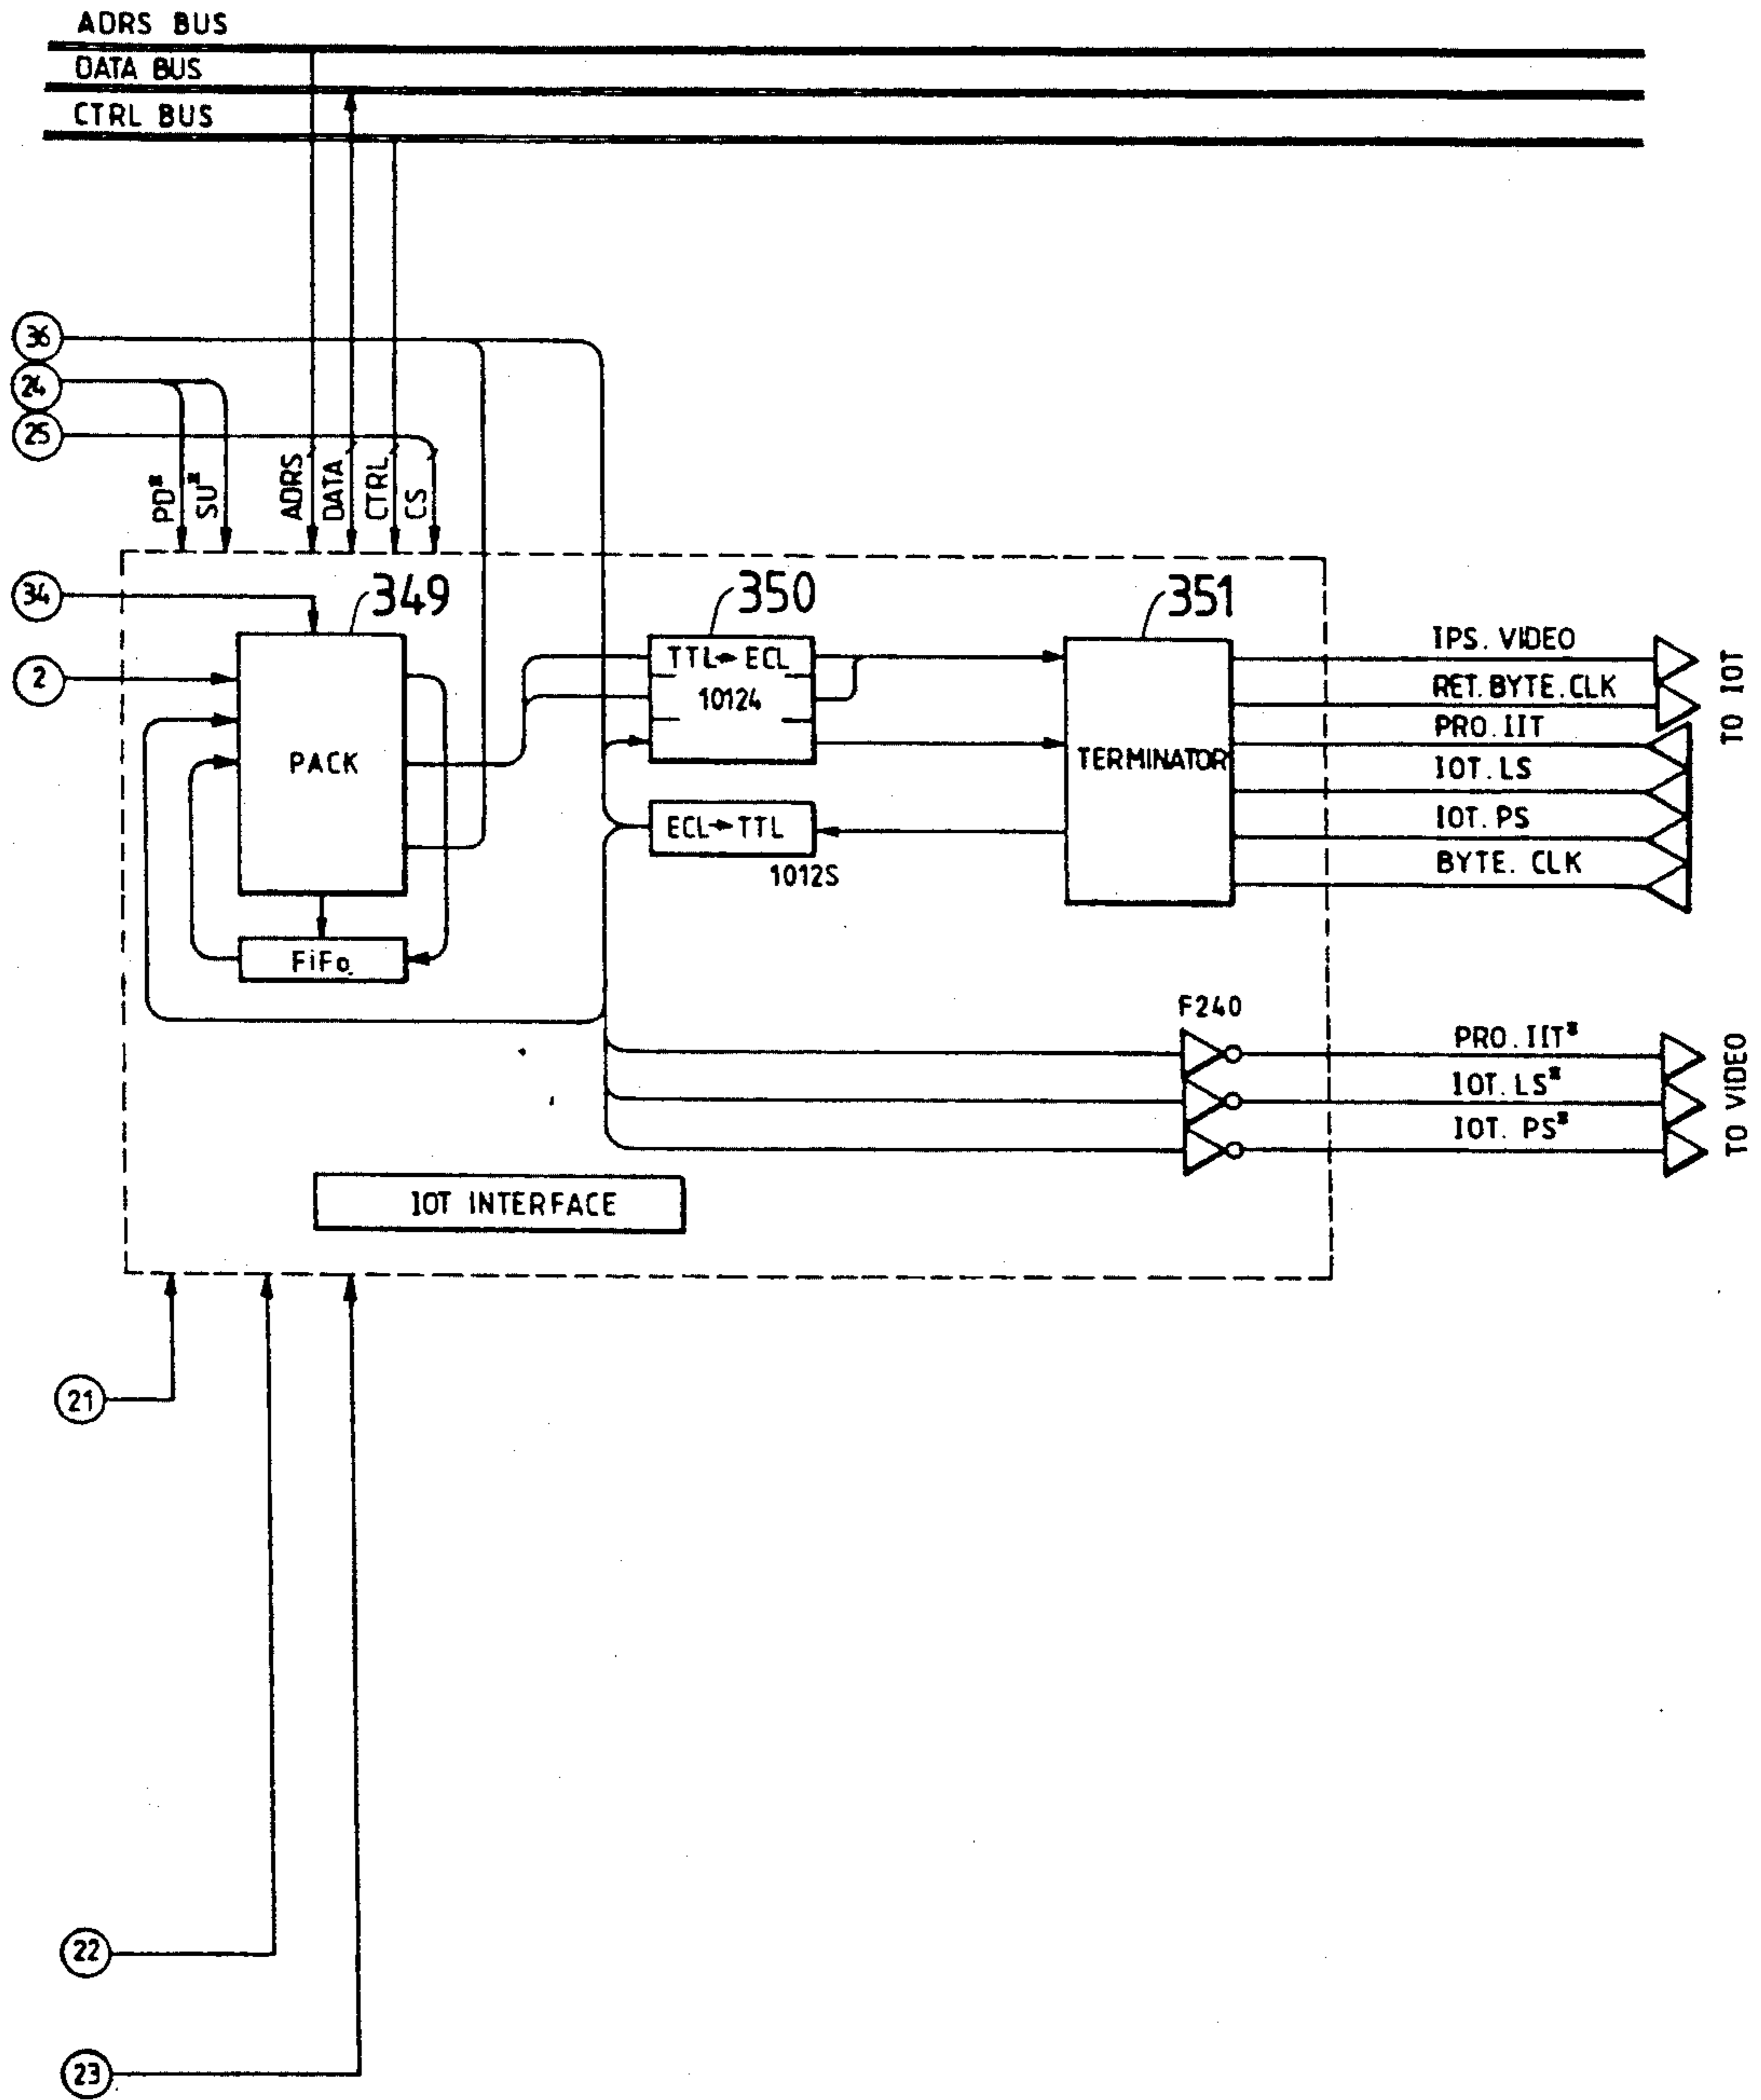 ADRS BUS
DATA BUS
CTRL BUS
36
24
25
PD*
SU*
ADRS
DATA
CTRL
CS
34
349
350
351
2
TTL→ECL
10124
PACK
TERMINATOR
ECL→TTL
1012S
FiFo.
IPS. VIDEO
RET. BYTE. CLK
PRO. IIT
IOT. LS
IOT. PS
BYTE. CLK
TO IOT
F240
PRO. IIT*
IOT. LS*
IOT. PS*
TO VIDEO
IOT INTERFACE
21
22
23